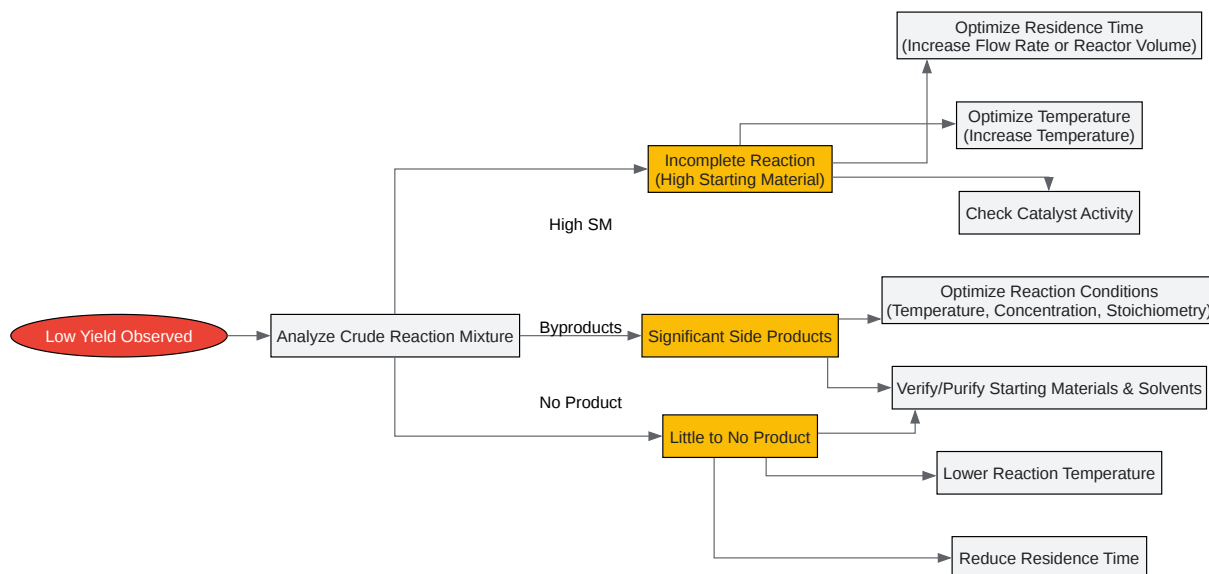 Optimize Residence Time
(Increase Flow Rate or Reactor Volume)
Optimize Temperature
(Increase Temperature)
Incomplete Reaction
(High Starting Material)
Check Catalyst Activity
High SM
Optimize Reaction Conditions
(Temperature, Concentration, Stoichiometry)
Low Yield Observed
Analyze Crude Reaction Mixture
Byproducts
Significant Side Products
Verify/Purify Starting Materials & Solvents
No Product
Little to No Product
Lower Reaction Temperature
Reduce Residence Time